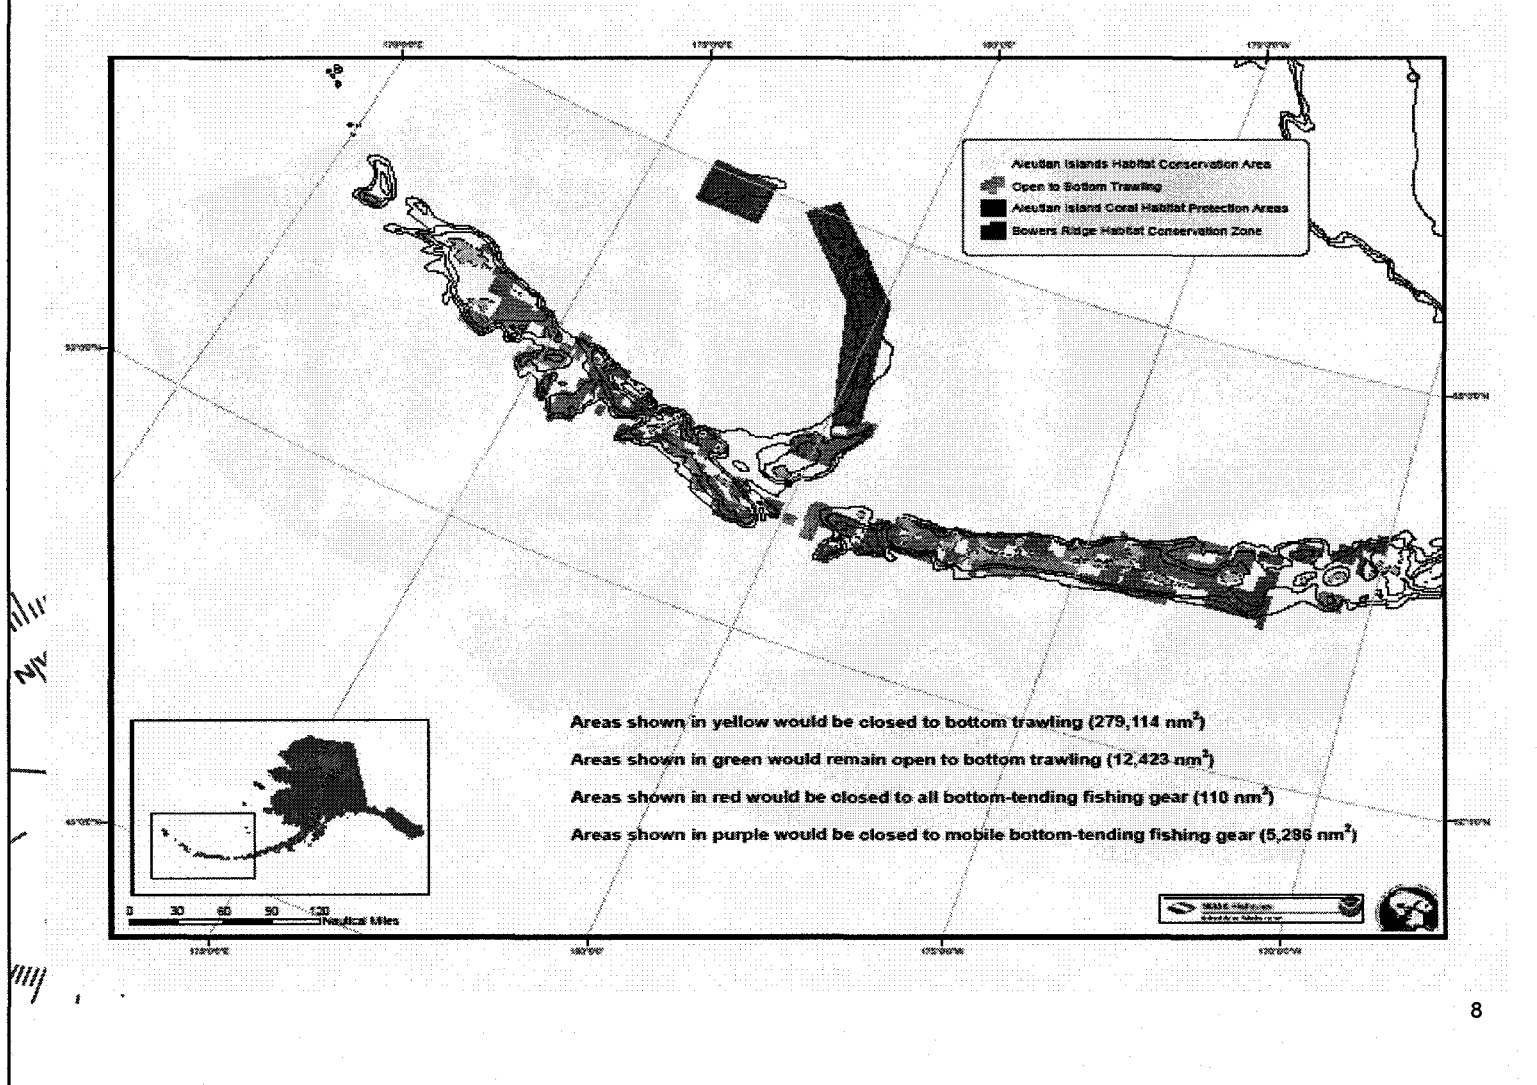 Aleutian Islands Habitat Conservation Area
Open to Bottom Trawling
Aleutian Island Coral Habitat Protection Areas
Bowers Ridge Habitat Conservation Zone
Areas shown in yellow would be closed to bottom trawling (279,114 nm²)
Areas shown in green would remain open to bottom trawling (12,423 nm²)
Areas shown in red would be closed to all bottom-tending fishing gear (110 nm²)
Areas shown in purple would be closed to mobile bottom-tending fishing gear (5,286 nm²)
0 30 60 90 120
Nautical Miles
8